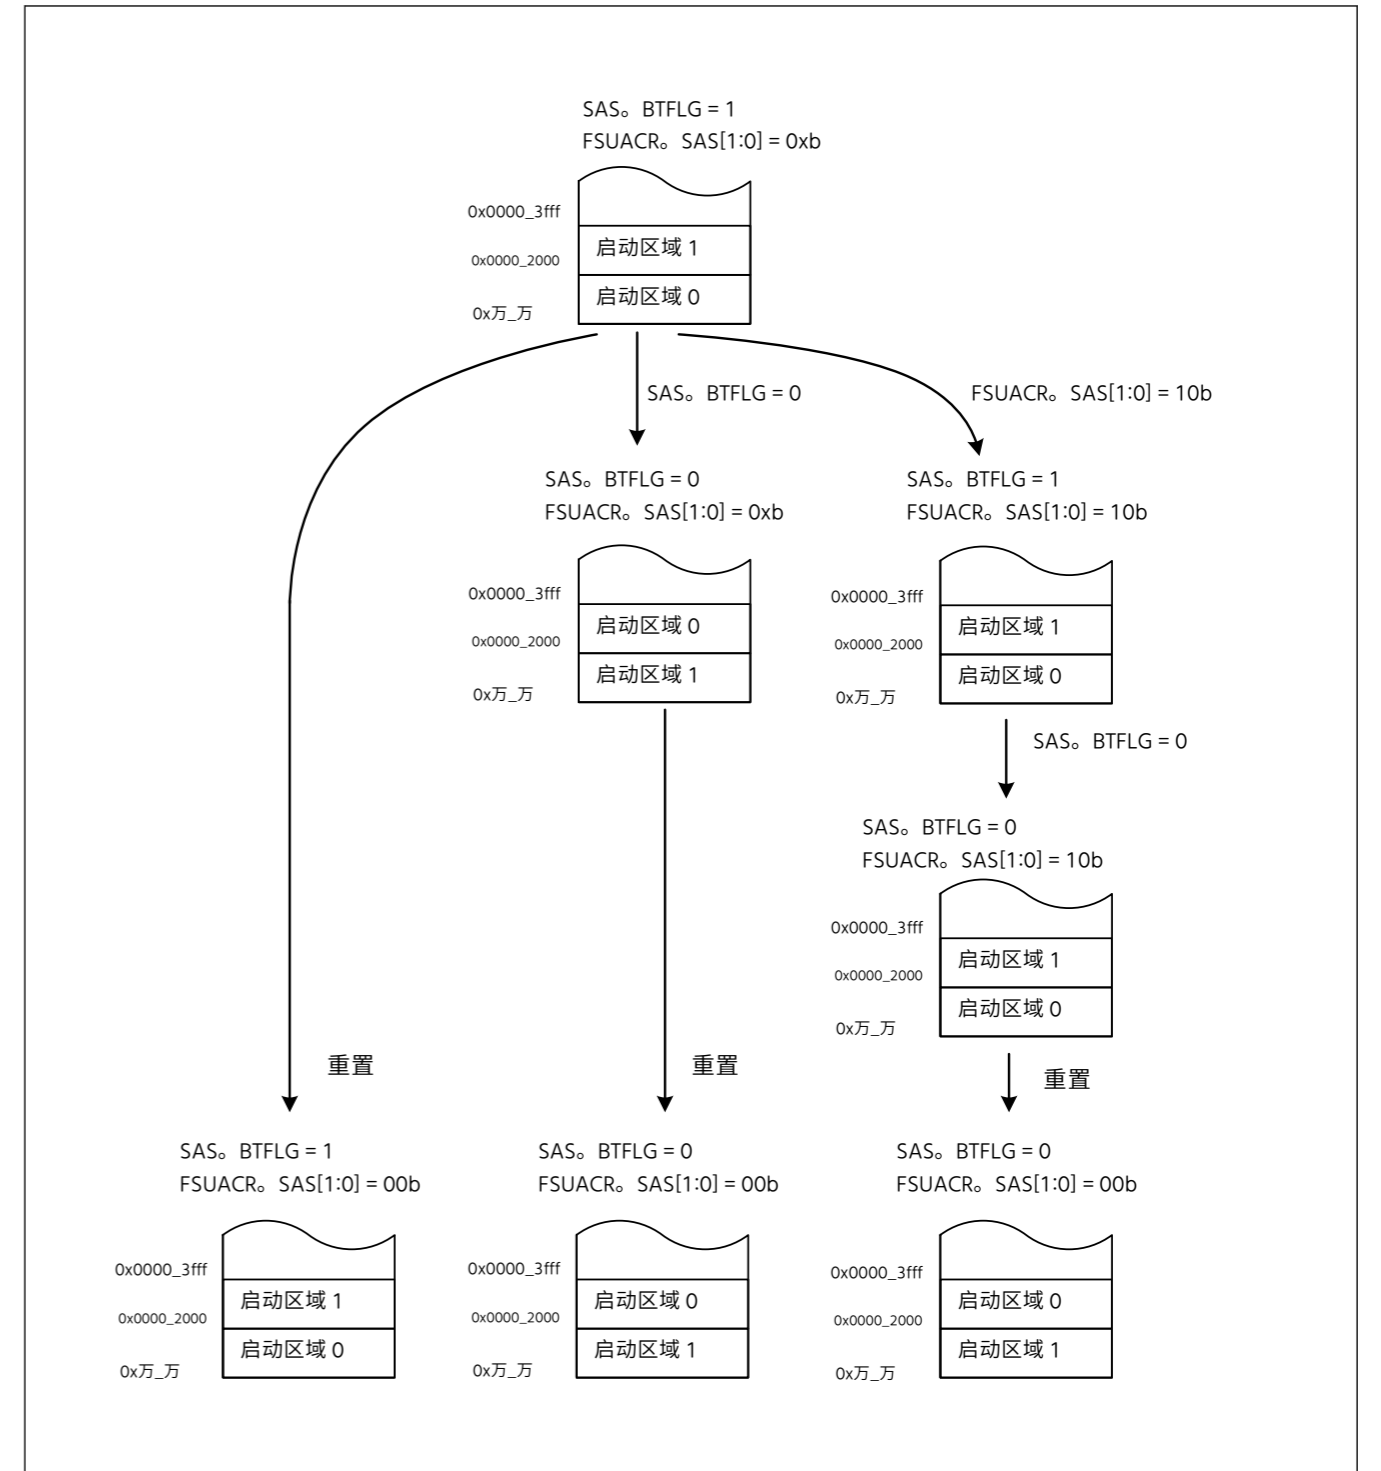 SAS。BTFLG = 1
FSUACR。SAS[1:0] = 0xb
0x0000_3fff
启动区域 1
0x0000_2000
启动区域 0
0x万_万
SAS。BTFLG = 0
FSUACR。SAS[1:0] = 10b
SAS。BTFLG = 0
FSUACR。SAS[1:0] = 0xb
0x0000_3fff
启动区域 0
0x0000_2000
启动区域 1
0x万_万
SAS。BTFLG = 1
FSUACR。SAS[1:0] = 10b
0x0000_3fff
启动区域 1
0x0000_2000
启动区域 0
0x万_万
SAS。BTFLG = 0
SAS。BTFLG = 0
FSUACR。SAS[1:0] = 10b
0x0000_3fff
启动区域 1
0x0000_2000
启动区域 0
0x万_万
重置
重置
重置
SAS。BTFLG = 1
FSUACR。SAS[1:0] = 00b
0x0000_3fff
启动区域 1
0x0000_2000
启动区域 0
0x万_万
SAS。BTFLG = 0
FSUACR。SAS[1:0] = 00b
0x0000_3fff
启动区域 0
0x0000_2000
启动区域 1
0x万_万
SAS。BTFLG = 0
FSUACR。SAS[1:0] = 00b
0x0000_3fff
启动区域 0
0x0000_2000
启动区域 1
0x万_万